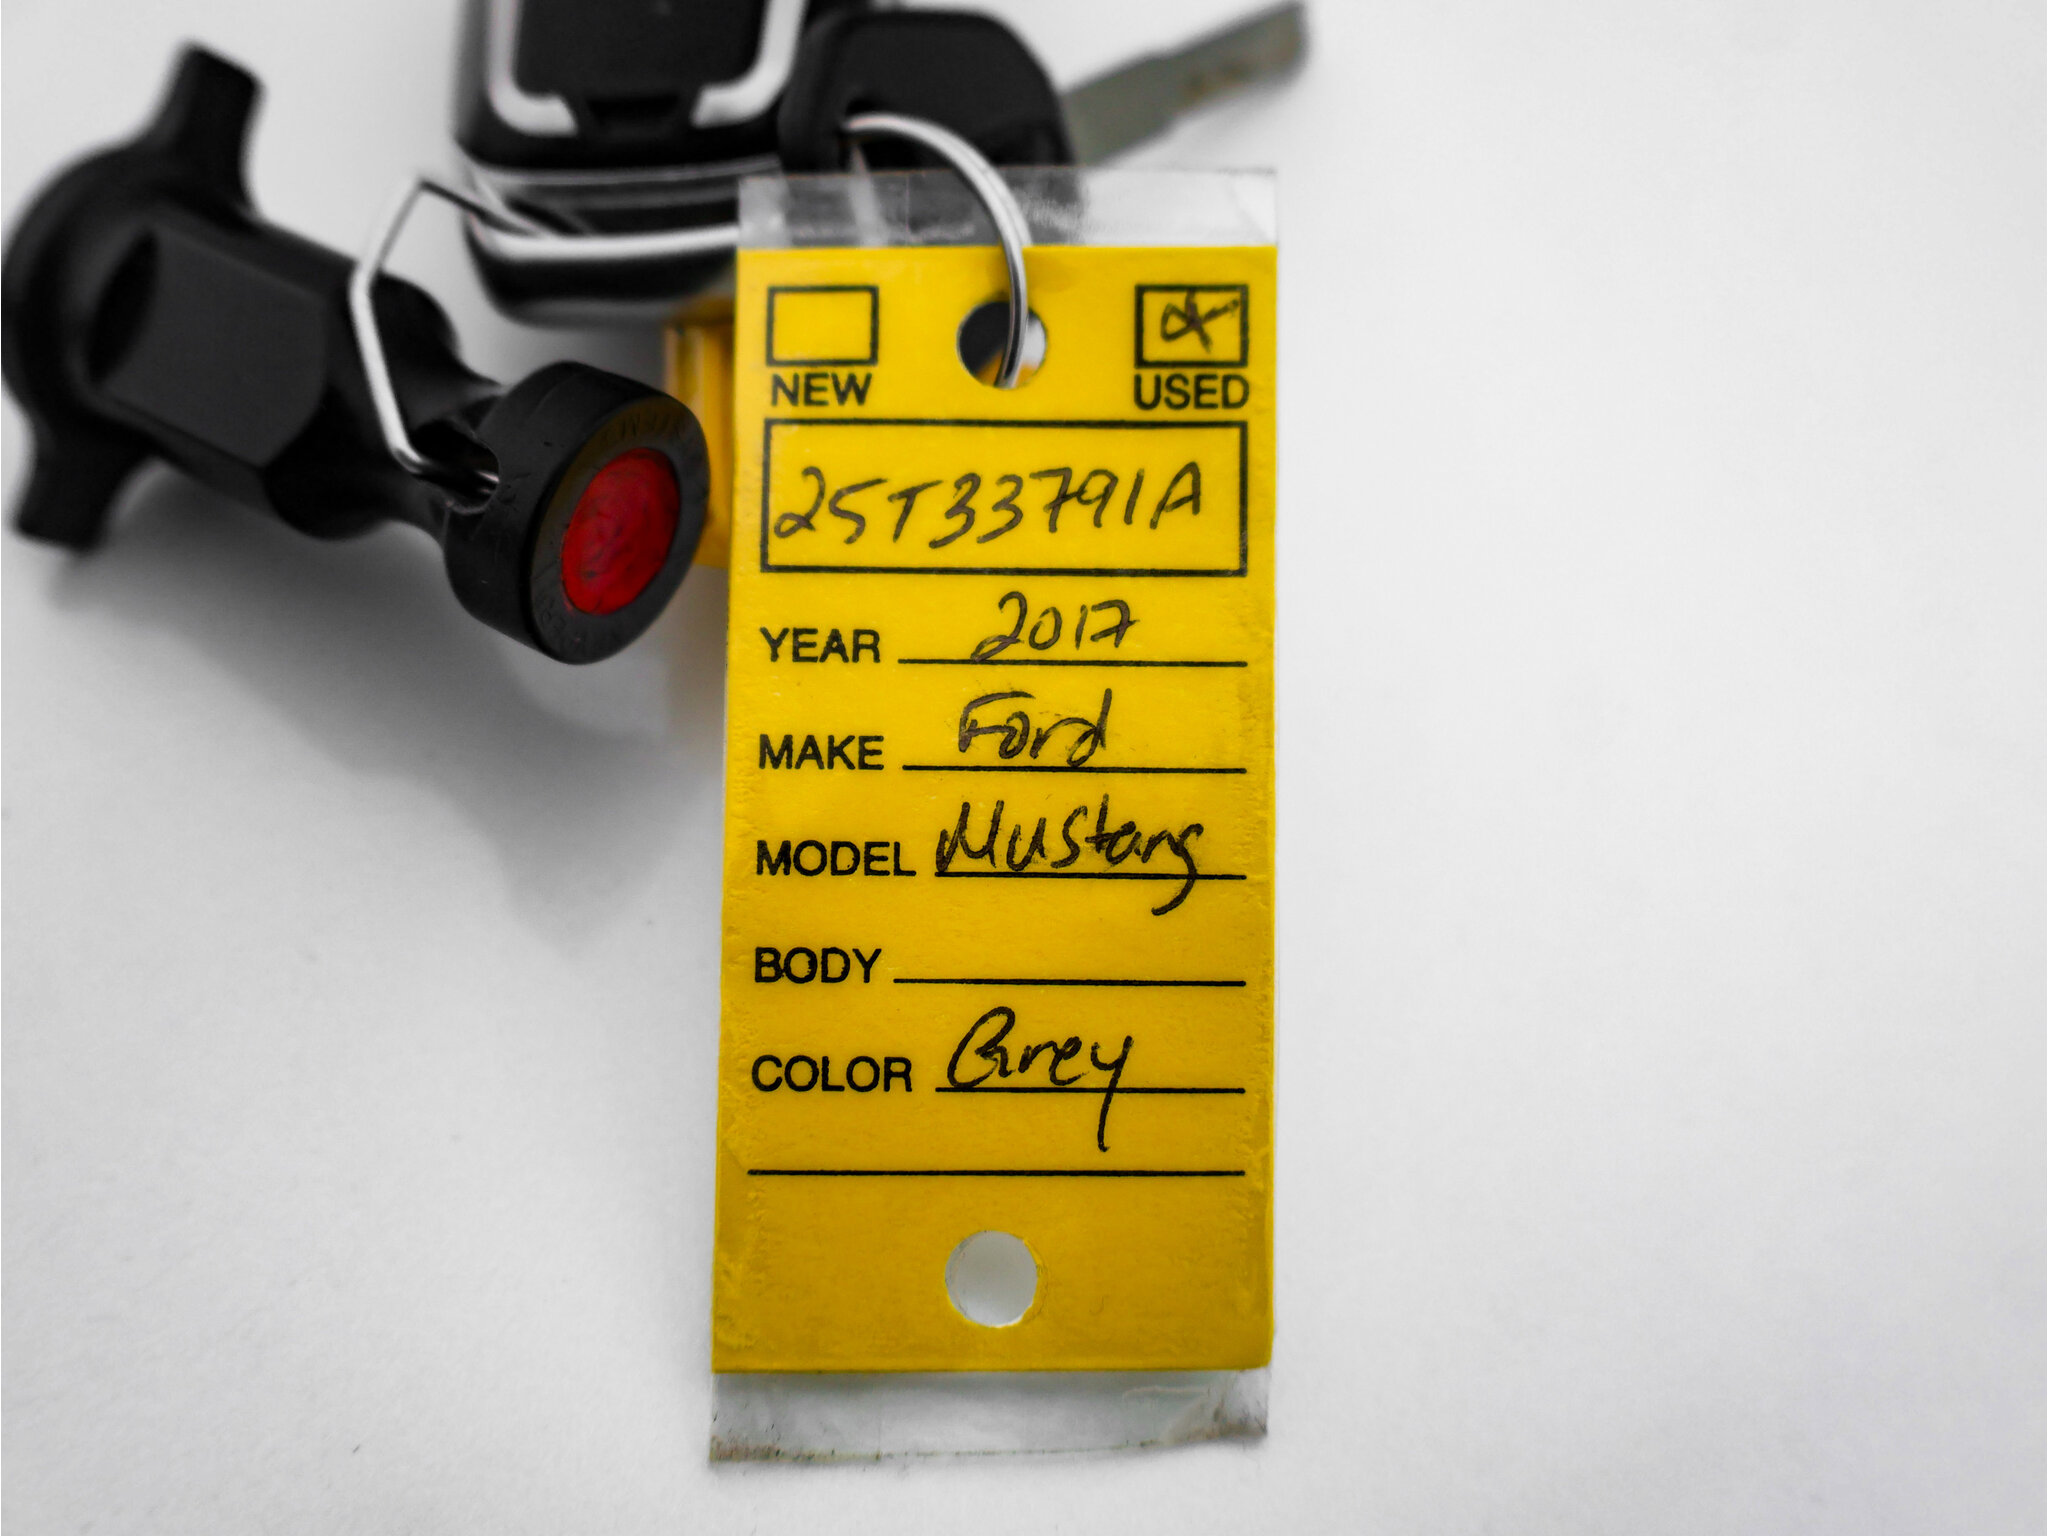 NEW USED
25T33791A
YEAR 2017
MAKE Ford
MODEL Mustang
BODY
COLOR Grey